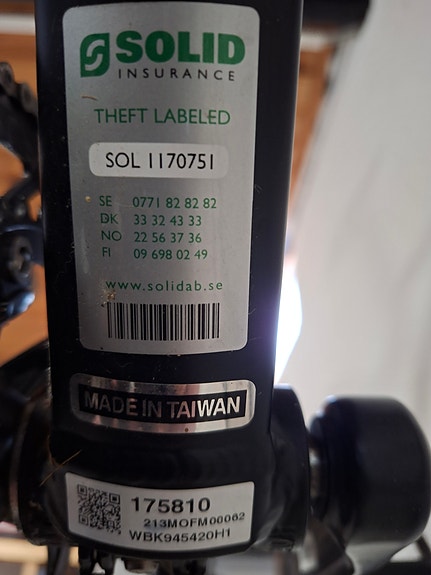 SOLID
INSURANCE
THEFT LABELED
SOL 1170751
SE 0771 82 82 82
DK 33 32 43 33
NO 22 56 37 36
FI 09 698 02 49
www.solidab.se
MADE IN TAIWAN
175810
213MOFM00062
WBK945420H1